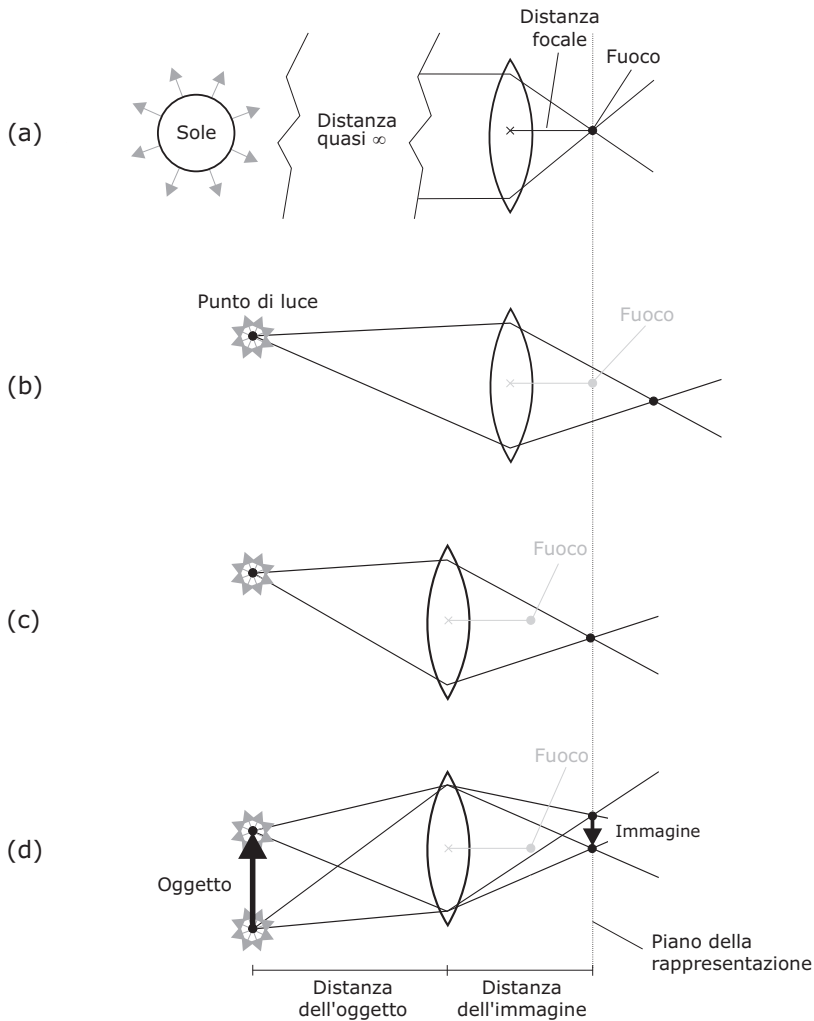 Distanza
focale
Fuoco
(a)
Sole
Distanza
quasi ∞
Punto di luce
Fuoco
(b)
Fuoco
(c)
Fuoco
(d)
Immagine
Oggetto
Piano della
rappresentazione
Distanza
dell'oggetto
Distanza
dell'immagine